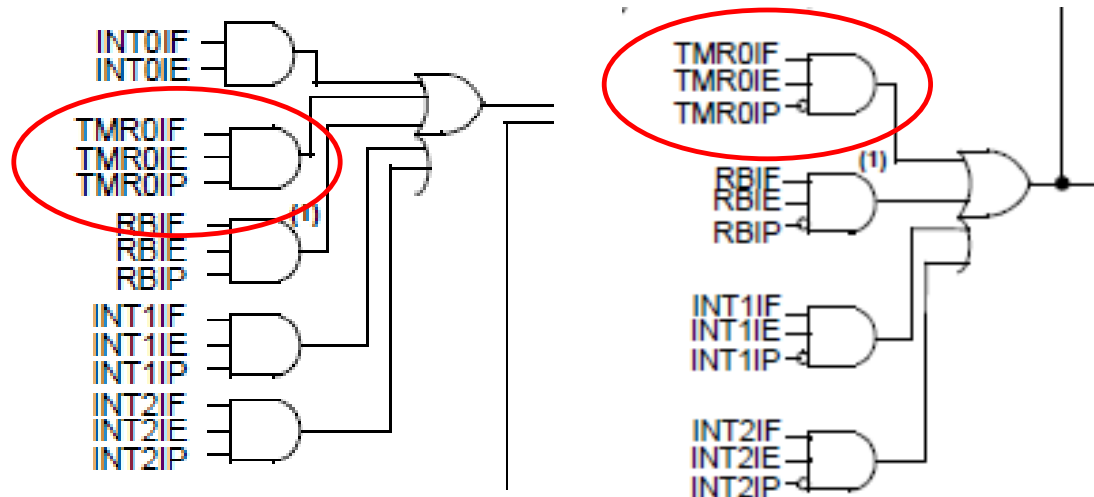 INT0IF
INT0IE
TMR0IF
TMR0IE
TMR0IP
(1)
RBIF
RBIE
RBIP
INT1IF
INT1IE
INT1IP
INT2IF
INT2IE
INT2IP
TMR0IF
TMR0IE
TMR0IP
(1)
RBIF
RBIE
RBIP
INT1IF
INT1IE
INT1IP
INT2IF
INT2IE
INT2IP